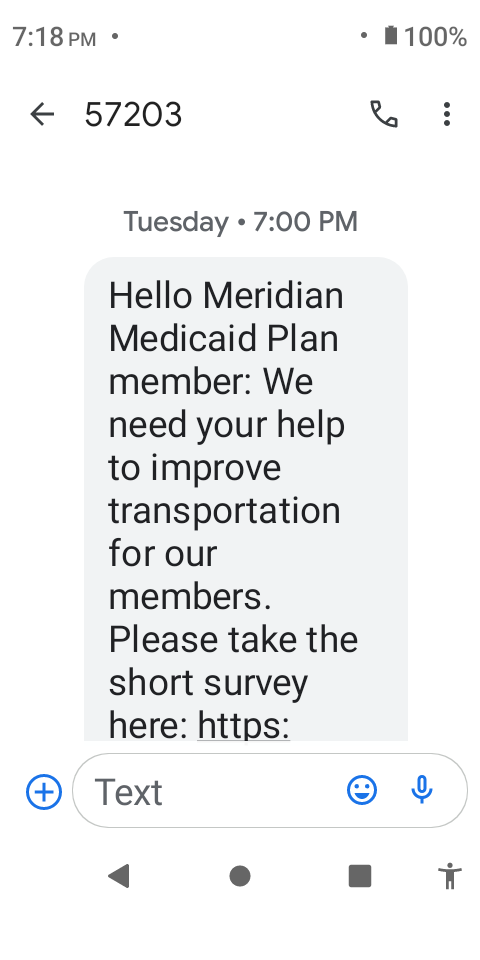 7:18 PM • • 100%
57203
Tuesday • 7:00 PM
Hello Meridian
Medicaid Plan
member: We
need your help
to improve
transportation
for our
members.
Please take the
short survey
here: https:
Text